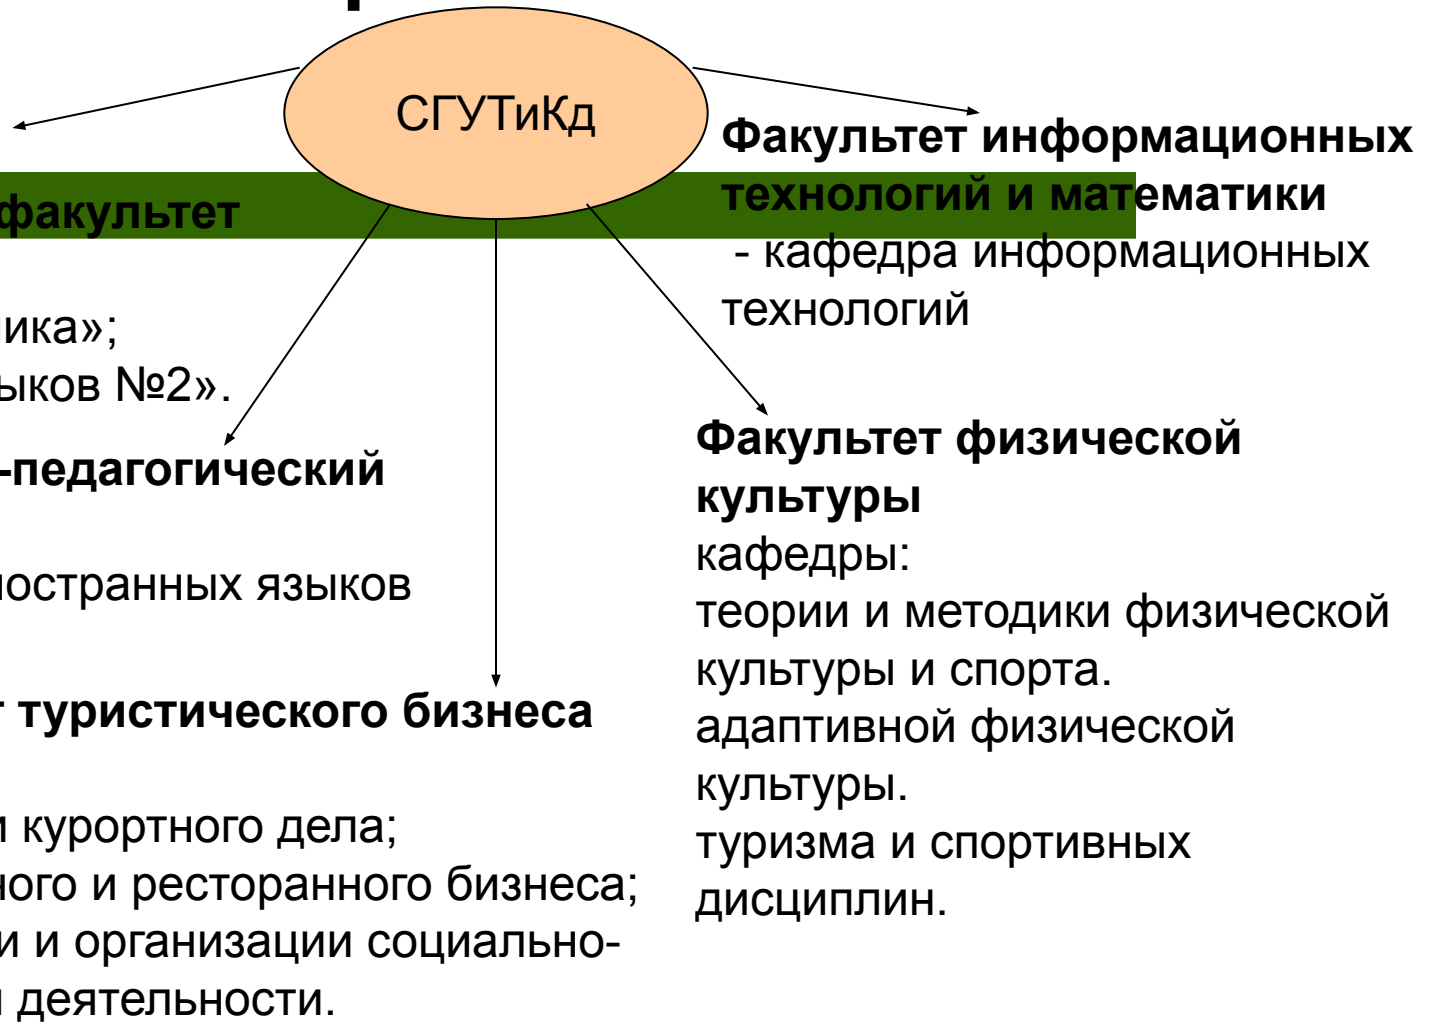 СГУТиКд
факультет
ика»;
ыков №2».
-педагогический
ностранных языков
т туристического бизнеса
и курортного дела;
ного и ресторанного бизнеса;
и и организации социально-
и деятельности.
Факультет информационных
технологий и математики
- кафедра информационных
технологий
Факультет физической
культуры
кафедры:
теории и методики физической
культуры и спорта.
адаптивной физической
культуры.
туризма и спортивных
дисциплин.